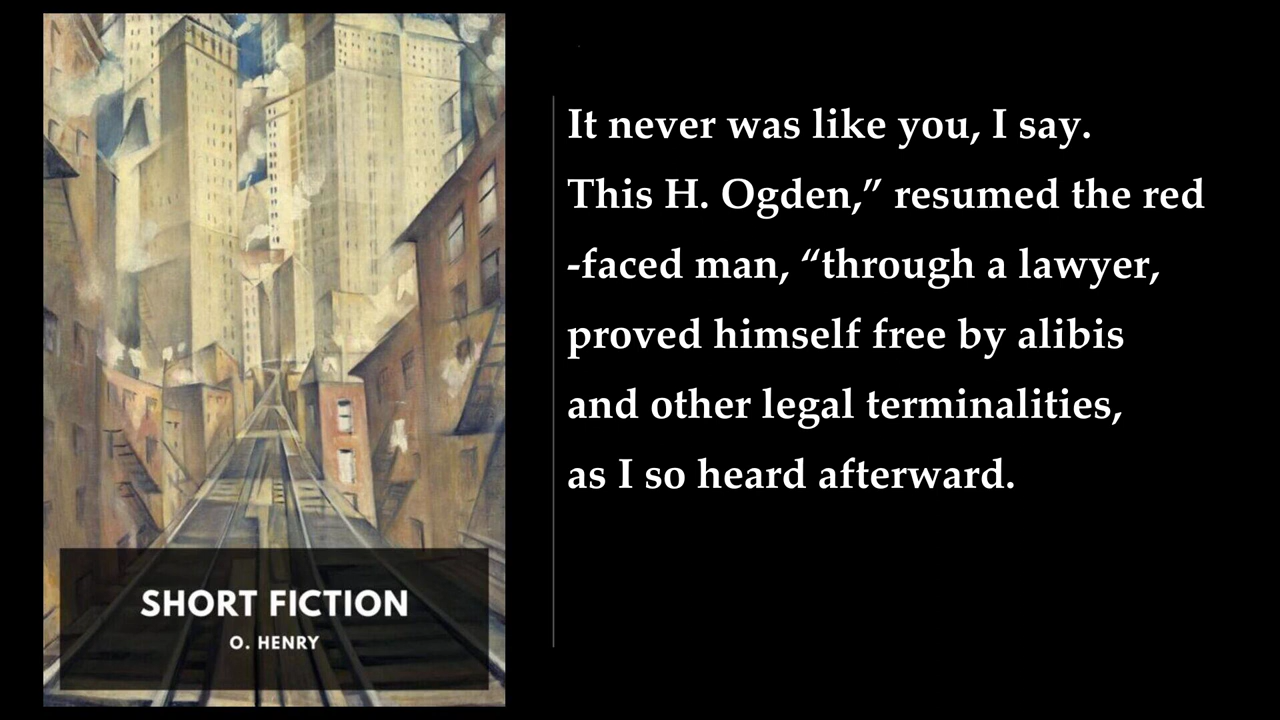 It never was like you, I say.
This H. Ogden,” resumed the red
-faced man, “through a lawyer,
proved himself free by alibis
and other legal terminalities,
as I so heard afterward.
SHORT FICTION
O. HENRY